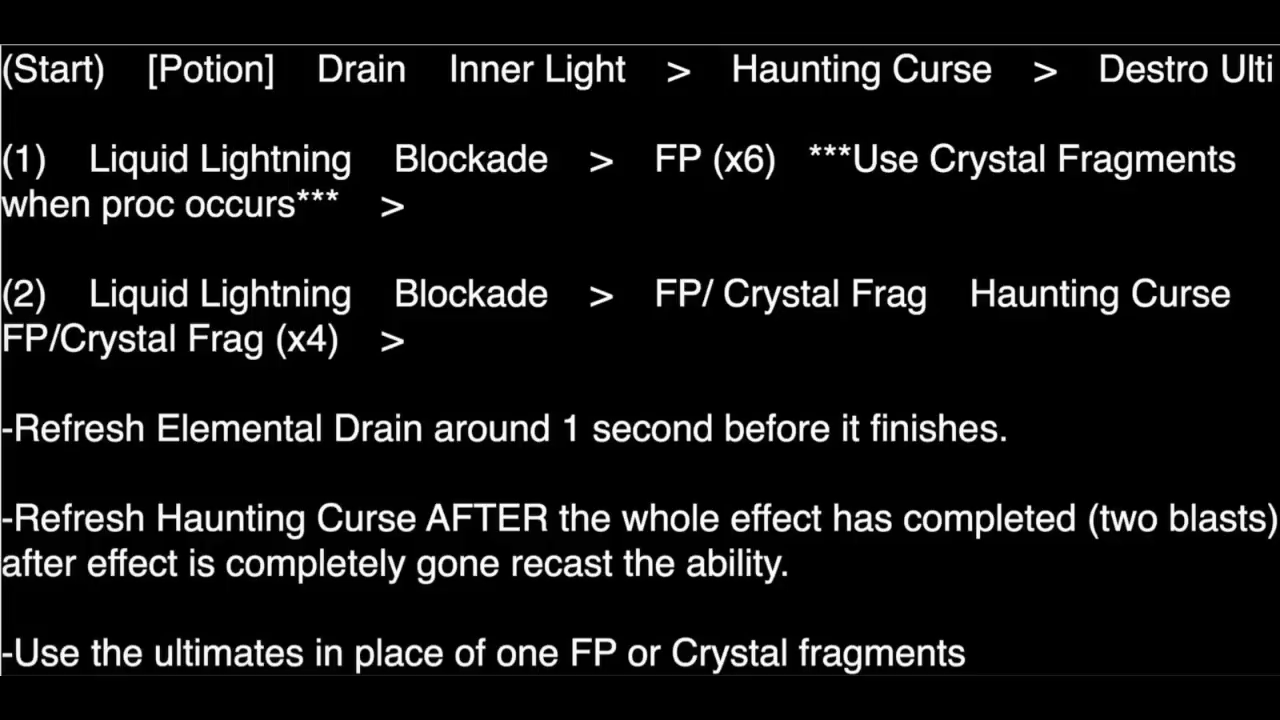 (Start) [Potion] Drain Inner Light > Haunting Curse > Destro Ulti
(1) Liquid Lightning Blockade > FP (x6) ***Use Crystal Fragments
when proc occurs*** >
(2) Liquid Lightning Blockade > FP/ Crystal Frag Haunting Curse
FP/Crystal Frag (x4) >
-Refresh Elemental Drain around 1 second before it finishes.
-Refresh Haunting Curse AFTER the whole effect has completed (two blasts)
after effect is completely gone recast the ability.
-Use the ultimates in place of one FP or Crystal fragments